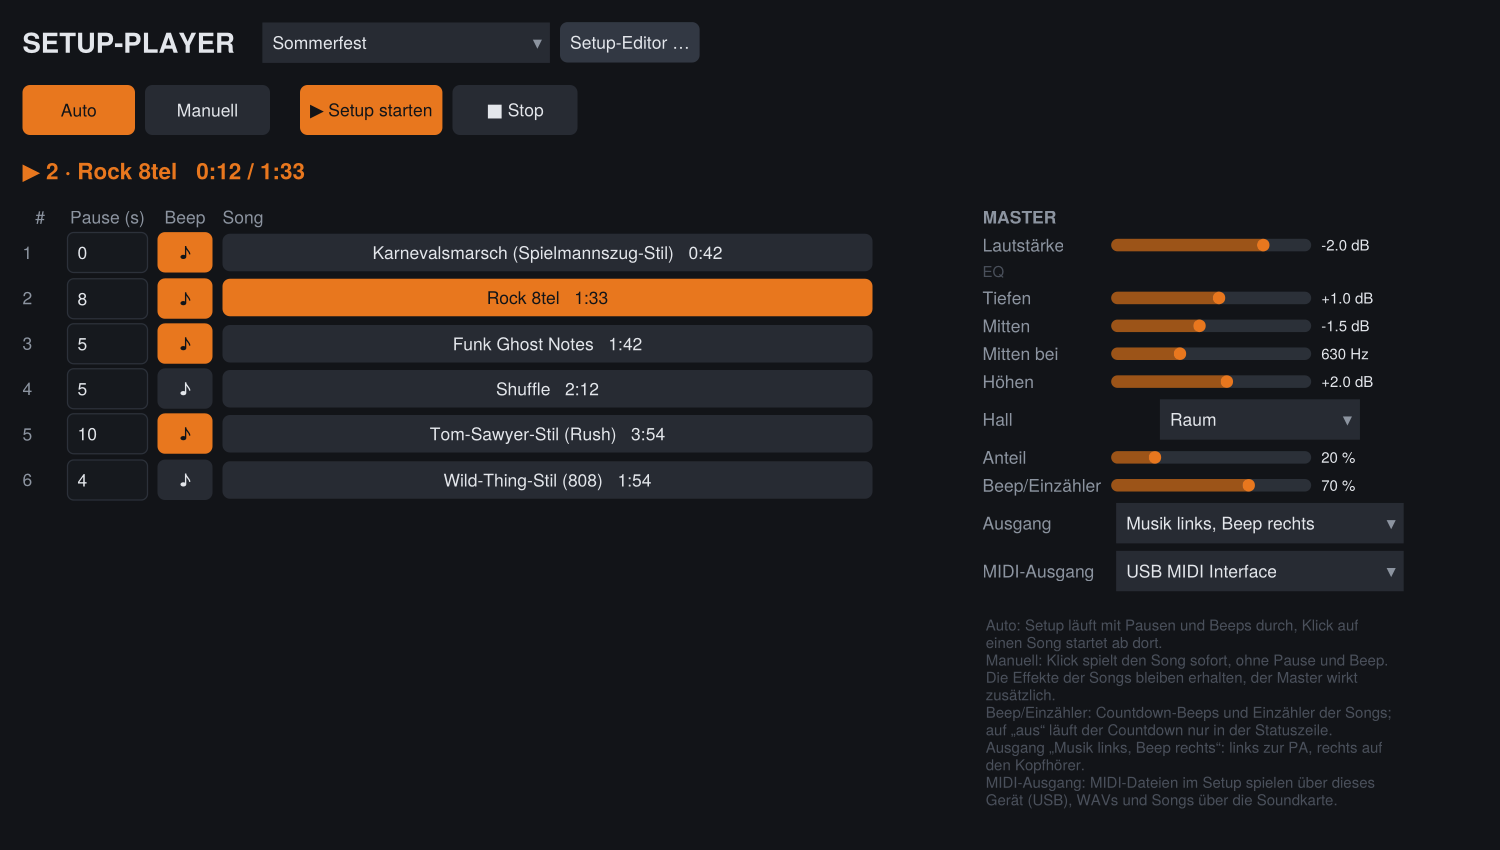 SETUP-PLAYER Sommerfest ▼ Setup-Editor ...
Auto Manuell ▶ Setup starten ■ Stop
▶ 2 · Rock 8tel 0:12 / 1:33
# Pause (s) Beep Song
1 0 ♪ Karnevalsmarsch (Spielmannszug-Stil) 0:42
2 8 ♪ Rock 8tel 1:33
3 5 ♪ Funk Ghost Notes 1:42
4 5 ♪ Shuffle 2:12
5 10 ♪ Tom-Sawyer-Stil (Rush) 3:54
6 4 ♪ Wild-Thing-Stil (808) 1:54
MASTER
Lautstärke -2.0 dB
EQ
Tiefen +1.0 dB
Mitten -1.5 dB
Mitten bei 630 Hz
Höhen +2.0 dB
Hall Raum ▼
Anteil 20 %
Beep/Einzähler 70 %
Ausgang Musik links, Beep rechts ▼
MIDI-Ausgang USB MIDI Interface ▼
Auto: Setup läuft mit Pausen und Beeps durch, Klick auf
einen Song startet ab dort.
Manuell: Klick spielt den Song sofort, ohne Pause und Beep.
Die Effekte der Songs bleiben erhalten, der Master wirkt
zusätzlich.
Beep/Einzähler: Countdown-Beeps und Einzähler der Songs;
auf „aus“ läuft der Countdown nur in der Statuszeile.
Ausgang „Musik links, Beep rechts“: links zur PA, rechts auf
den Kopfhörer.
MIDI-Ausgang: MIDI-Dateien im Setup spielen über dieses
Gerät (USB), WAVs und Songs über die Soundkarte.